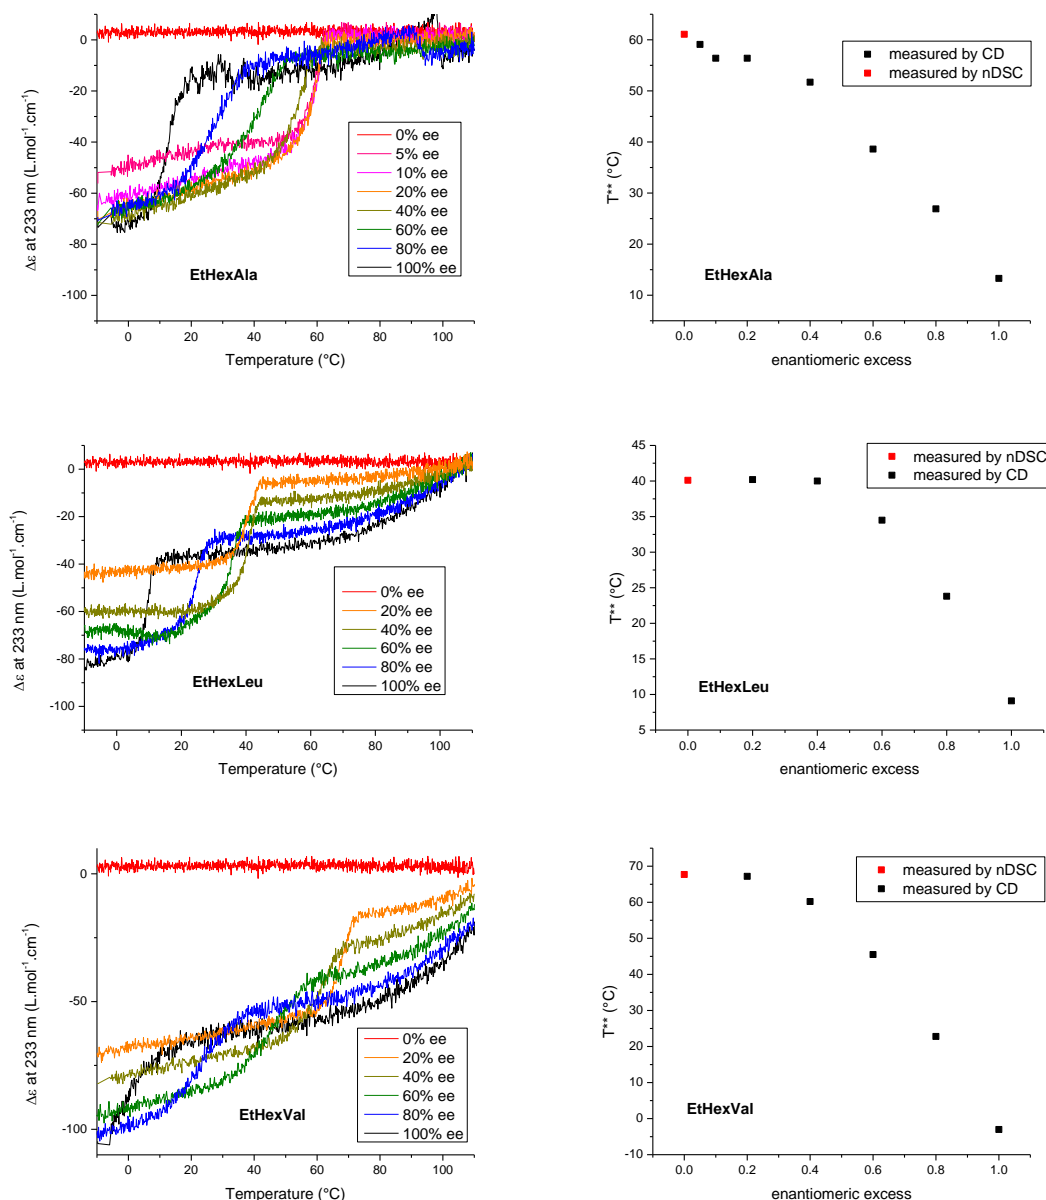 0
-20
-40
-60
-80
-100
0
20
40
60
80
100
Δε at 233 nm (L.mol⁻¹.cm⁻¹)
Temperature (°C)
0% ee
5% ee
10% ee
20% ee
40% ee
60% ee
80% ee
100% ee
EtHexAla
60
50
40
30
20
10
0.0
0.2
0.4
0.6
0.8
1.0
T** (°C)
enantiomeric excess
measured by CD
measured by nDSC
EtHexAla
0
-20
-40
-60
-80
-100
0
20
40
60
80
100
Δε at 233 nm (L.mol⁻¹.cm⁻¹)
Temperature (°C)
0% ee
20% ee
40% ee
60% ee
80% ee
100% ee
EtHexLeu
45
40
35
30
25
20
15
10
5
0.0
0.2
0.4
0.6
0.8
1.0
T** (°C)
enantiomeric excess
measured by nDSC
measured by CD
EtHexLeu
0
-50
-100
0
20
40
60
80
100
Δε at 233 nm (L.mol⁻¹.cm⁻¹)
Temperature (°C)
0% ee
20% ee
40% ee
60% ee
80% ee
100% ee
EtHexVal
70
60
50
40
30
20
10
0
-10
0.0
0.2
0.4
0.6
0.8
1.0
T** (°C)
enantiomeric excess
measured by nDSC
measured by CD
EtHexVal